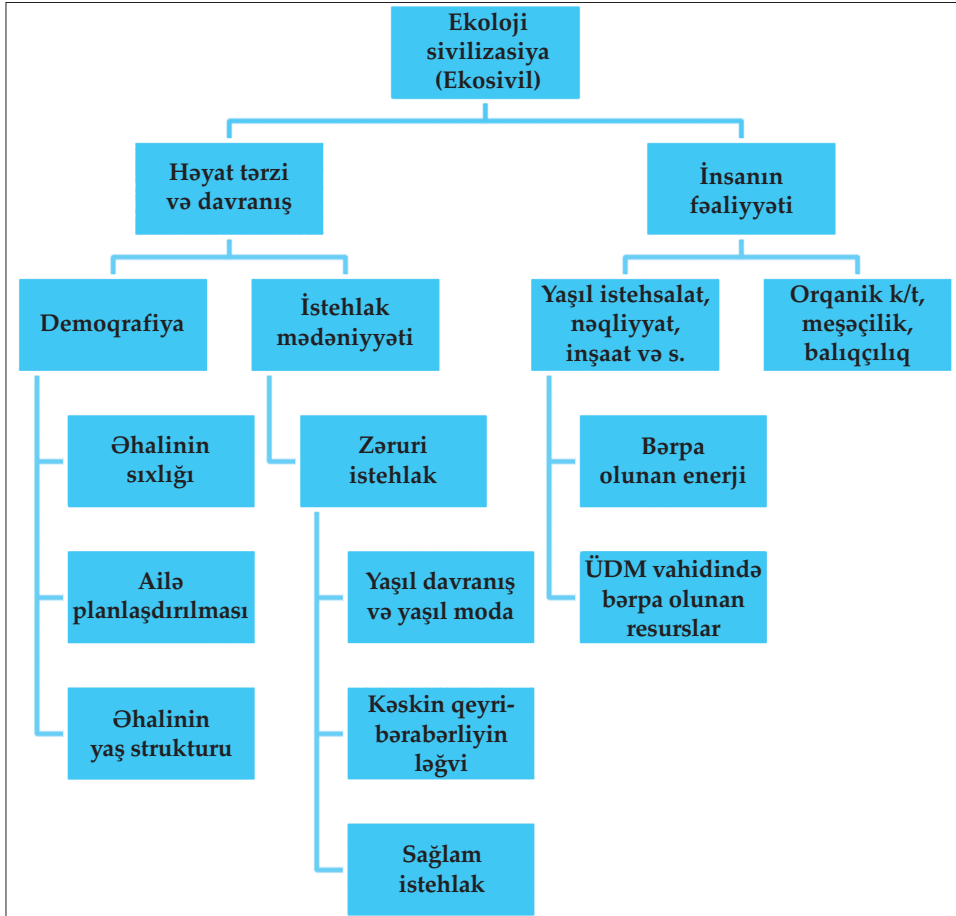 Ekoloji
sivilizasiya
(Ekosivil)
Həyat tərzi
və davranış
İnsanın
fəaliyyəti
Demoqrafiya
İstehlak
mədəniyyəti
Yaşıl istehsalat,
nəqliyyat,
inşaat və s.
Orqanik k/t,
meşəçilik,
balıqçılıq
Əhalinin
sıxlığı
Zəruri
istehlak
Bərpa
olunan enerji
Ailə
planlaşdırılması
Yaşıl davranış
və yaşıl moda
ÜDM vahidində
bərpa olunan
resurslar
Əhalinin
yaş strukturu
Kəskin qeyri-
bərabərliyin
ləğvi
Sağlam
istehlak